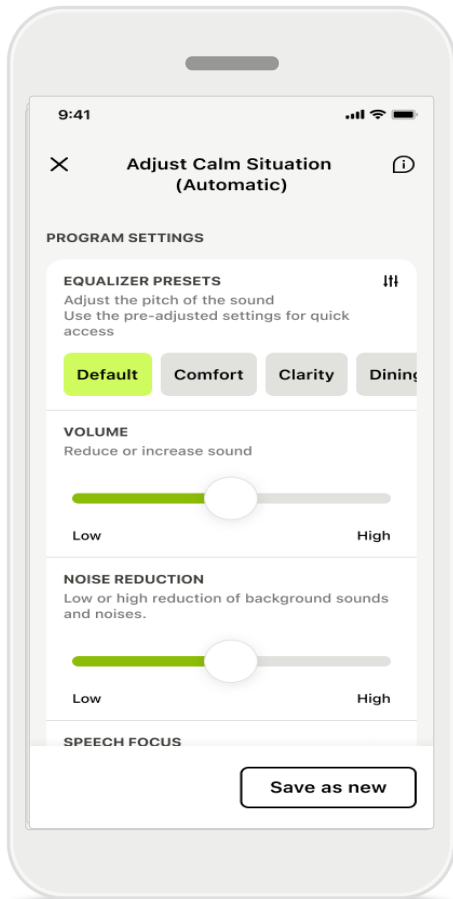 9:41
Adjust Calm Situation
(Automatic)
PROGRAM SETTINGS
EQUALIZER PRESETS
Adjust the pitch of the sound
Use the pre-adjusted settings for quick
access
Default Comfort Clarity Dining
VOLUME
Reduce or increase sound
Low High
NOISE REDUCTION
Low or high reduction of background sounds
and noises.
Low High
SPEECH FOCUS
Save as new